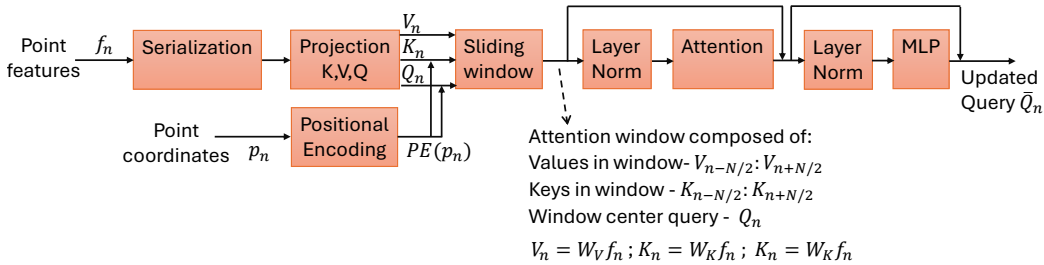 Point
features
f_n
Serialization
Projection
K,V,Q
V_n
K_n
Q_n
Sliding
window
Layer
Norm
Attention
Layer
Norm
MLP
Updated
Query Q̄_n
Point
coordinates
p_n
Positional
Encoding
PE(p_n)
Attention window composed of:
Values in window- V_{n−N/2}: V_{n+N/2}
Keys in window - K_{n−N/2}: K_{n+N/2}
Window center query - Q_n
V_n = W_V f_n ; K_n = W_K f_n ; K_n = W_K f_n